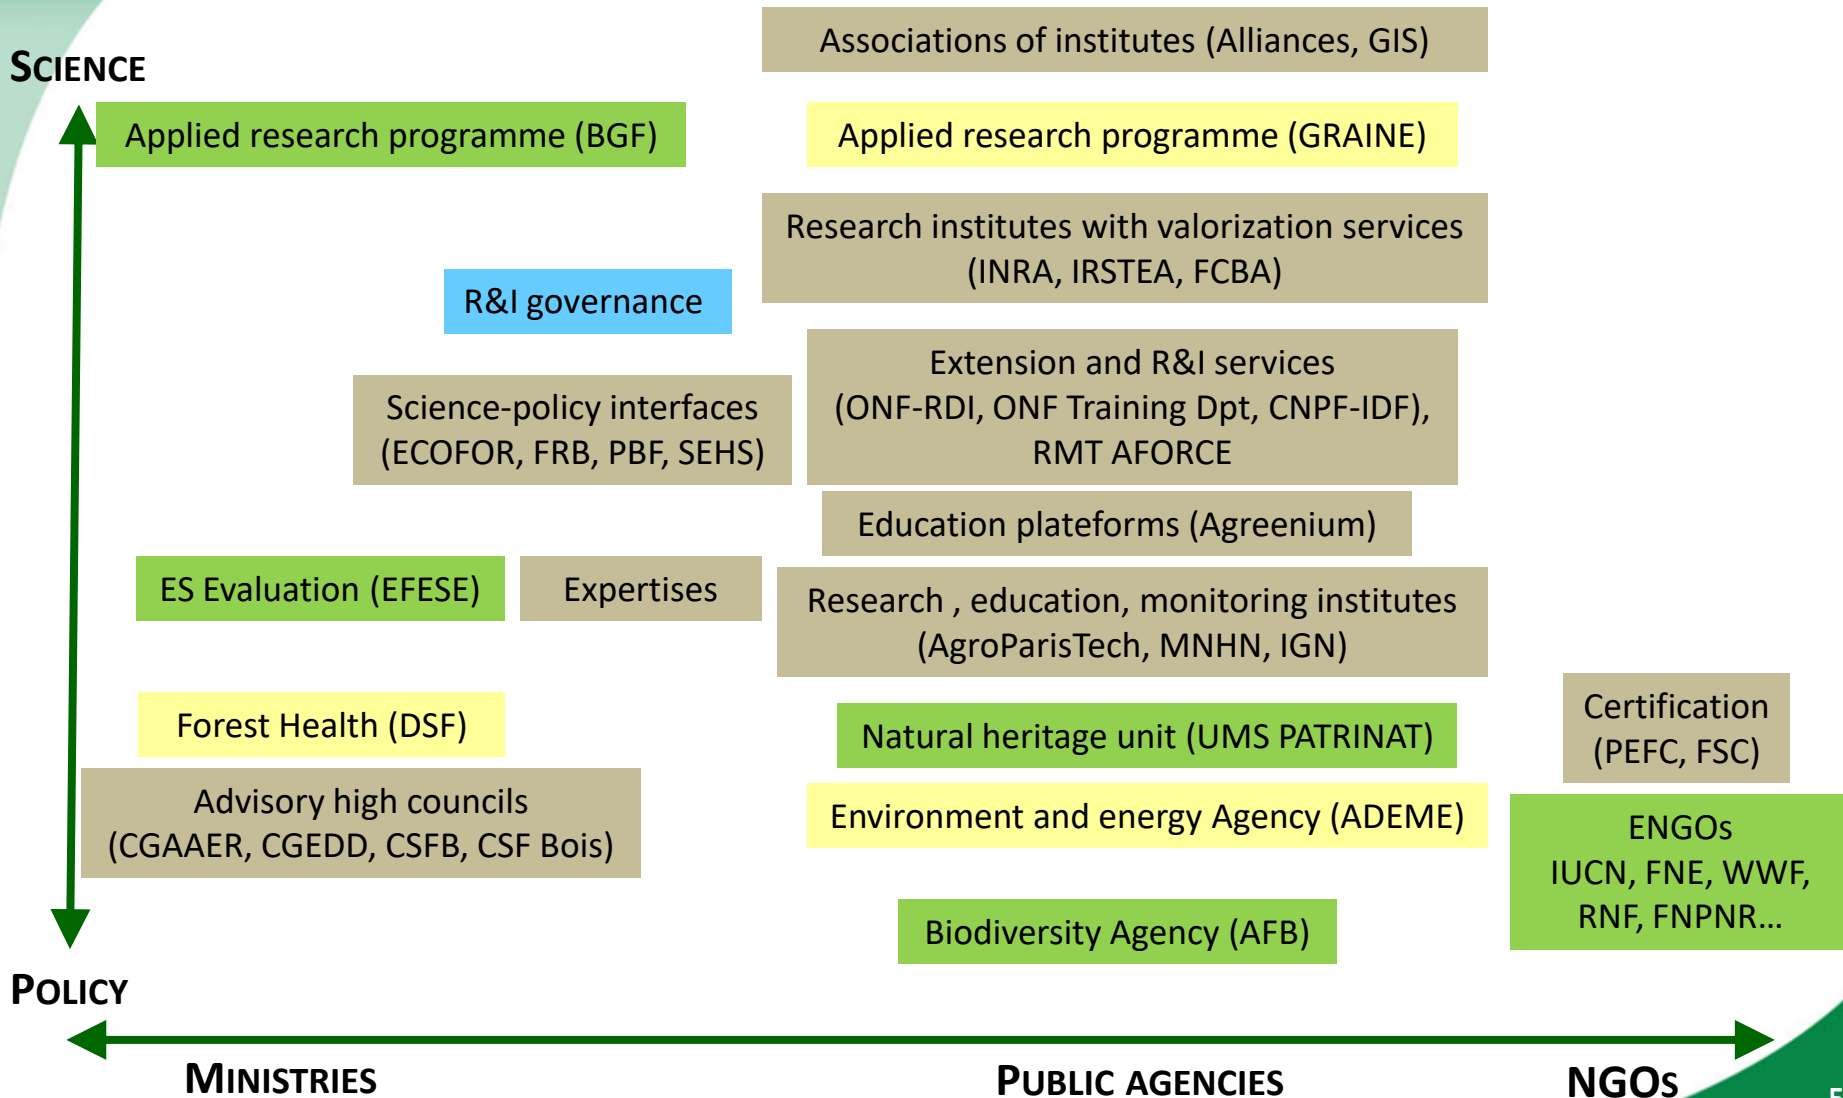 Associations of institutes (Alliances, GIS)
SCIENCE
Applied research programme (BGF)
Applied research programme (GRAINE)
Research institutes with valorization services
(INRA, IRSTEA, FCBA)
R&I governance
Extension and R&I services
(ONF-RDI, ONF Training Dpt, CNPF-IDF),
RMT AFORCE
Science-policy interfaces
(ECOFOR, FRB, PBF, SEHS)
Education plateforms (Agreenium)
ES Evaluation (EFESE)
Expertises
Research , education, monitoring institutes
(AgroParisTech, MNHN, IGN)
Forest Health (DSF)
Natural heritage unit (UMS PATRINAT)
Certification
(PEFC, FSC)
Advisory high councils
(CGAAER, CGEDD, CSFB, CSF Bois)
Environment and energy Agency (ADEME)
ENGOs
IUCN, FNE, WWF,
RNF, FNPNR...
Biodiversity Agency (AFB)
POLICY
MINISTRIES
PUBLIC AGENCIES
NGOS